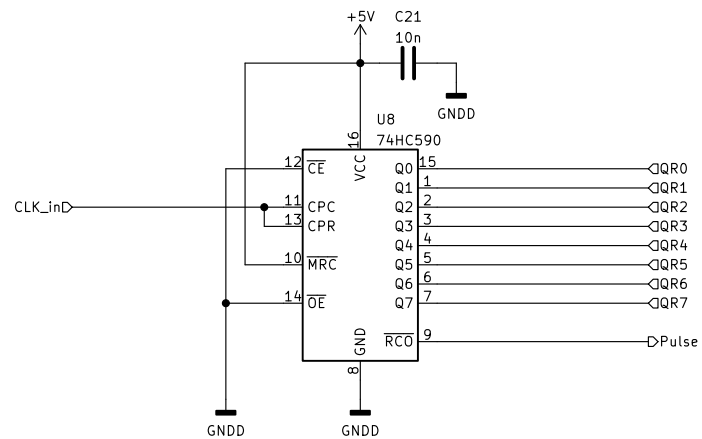 +5V
C21
10n
GNDD
U8
74HC590
16
VCC
12 CE Q0 15 QR0
Q1 1 QR1
CLK_in 11 CPC Q2 2 QR2
13 CPR Q3 3 QR3
Q4 4 QR4
10 MRC Q5 5 QR5
Q6 6 QR6
14 OE Q7 7 QR7
RCO 9 Pulse
GND
8
GNDD
GNDD